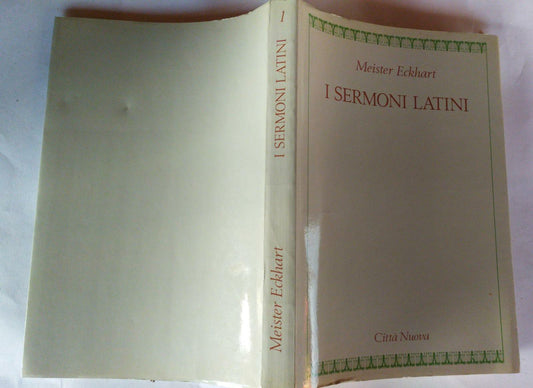 Meister Eckhart
I SERMONI LATINI
Città Nuova
1
I SERMONI LATINI
Meister Eckhart